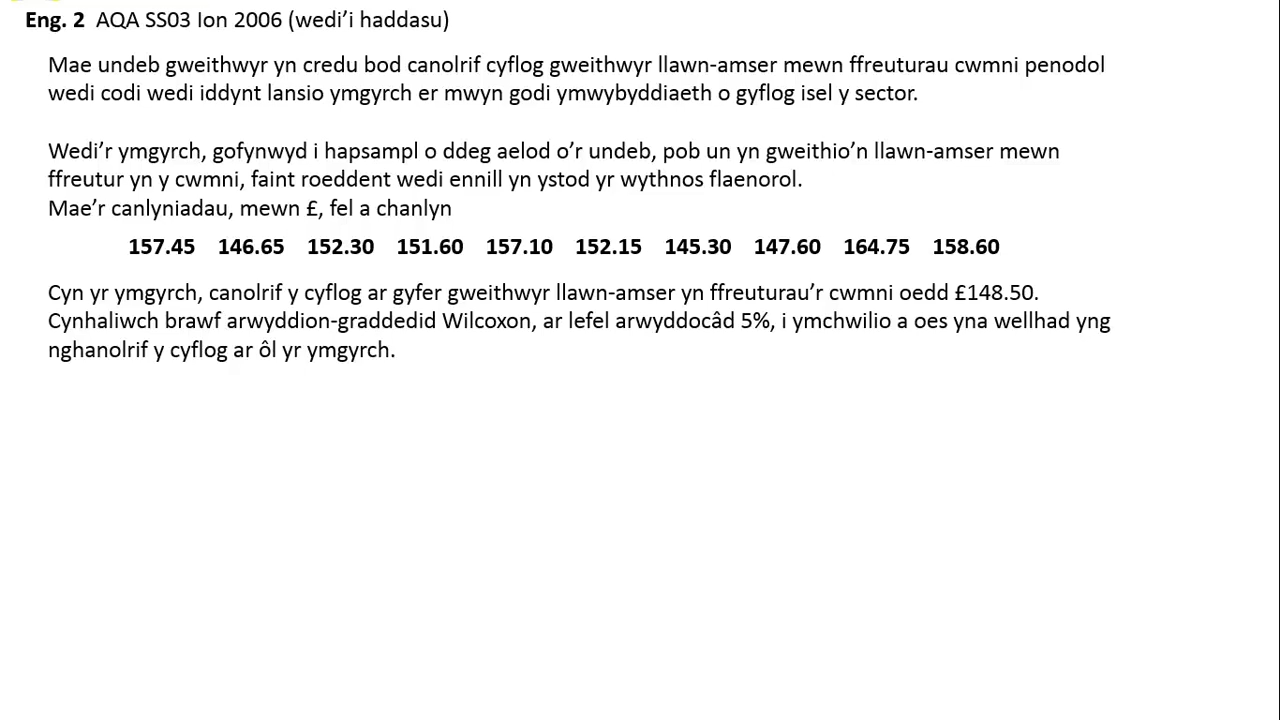 Eng. 2 AQA SS03 Ion 2006 (wedi’i haddasu)
Mae undeb gweithwyr yn credu bod canolrif cyflog gweithwyr llawn-amser mewn ffreuturau cwmni penodol
wedi codi wedi iddynt lansio ymgyrch er mwyn godi ymwybyddiaeth o gyflog isel y sector.
Wedi’r ymgyrch, gofynwyd i hapsampl o ddeg aelod o’r undeb, pob un yn gweithio’n llawn-amser mewn
ffreutur yn y cwmni, faint roeddent wedi ennill yn ystod yr wythnos flaenorol.
Mae’r canlyniadau, mewn £, fel a chanlyn
157.45 146.65 152.30 151.60 157.10 152.15 145.30 147.60 164.75 158.60
Cyn yr ymgyrch, canolrif y cyflog ar gyfer gweithwyr llawn-amser yn ffreuturau’r cwmni oedd £148.50.
Cynhaliwch brawf arwyddion-graddedid Wilcoxon, ar lefel arwyddocâd 5%, i ymchwilio a oes yna wellhad yng
nghanolrif y cyflog ar ôl yr ymgyrch.